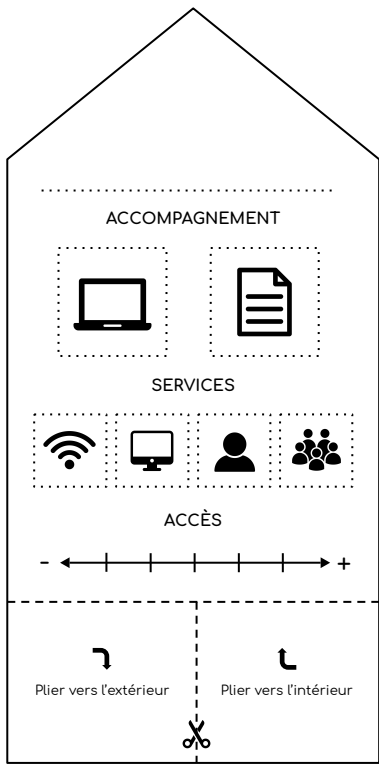 ACCOMPAGNEMENT
SERVICES
ACCÈS
- +
Plier vers l'extérieur
Plier vers l'intérieur